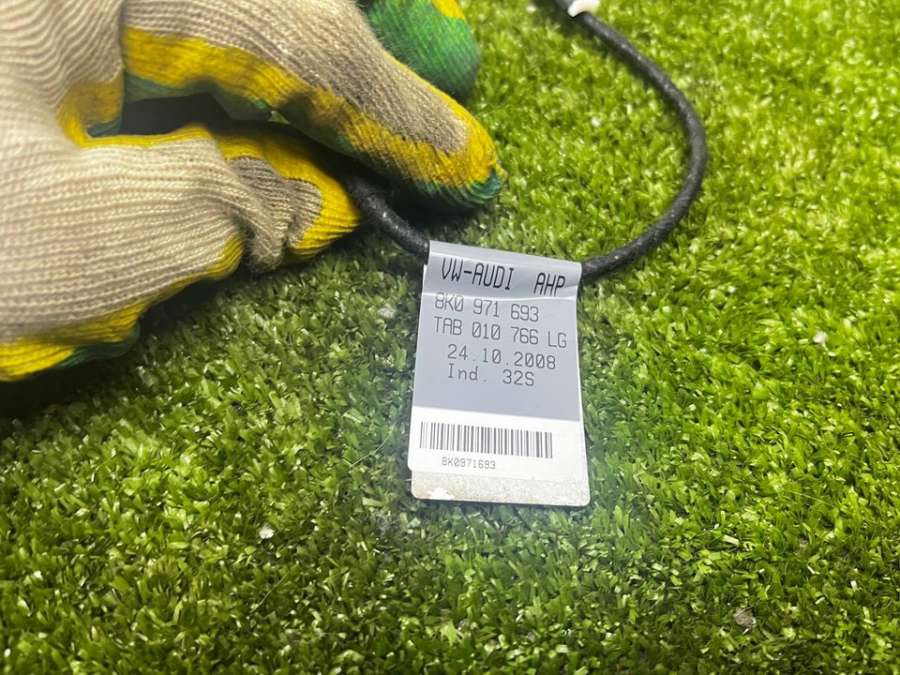 VW-AUDI AHP
8K0 971 693
TAB 010 766 LG
24.10.2008
Ind. 32S
8K0971693